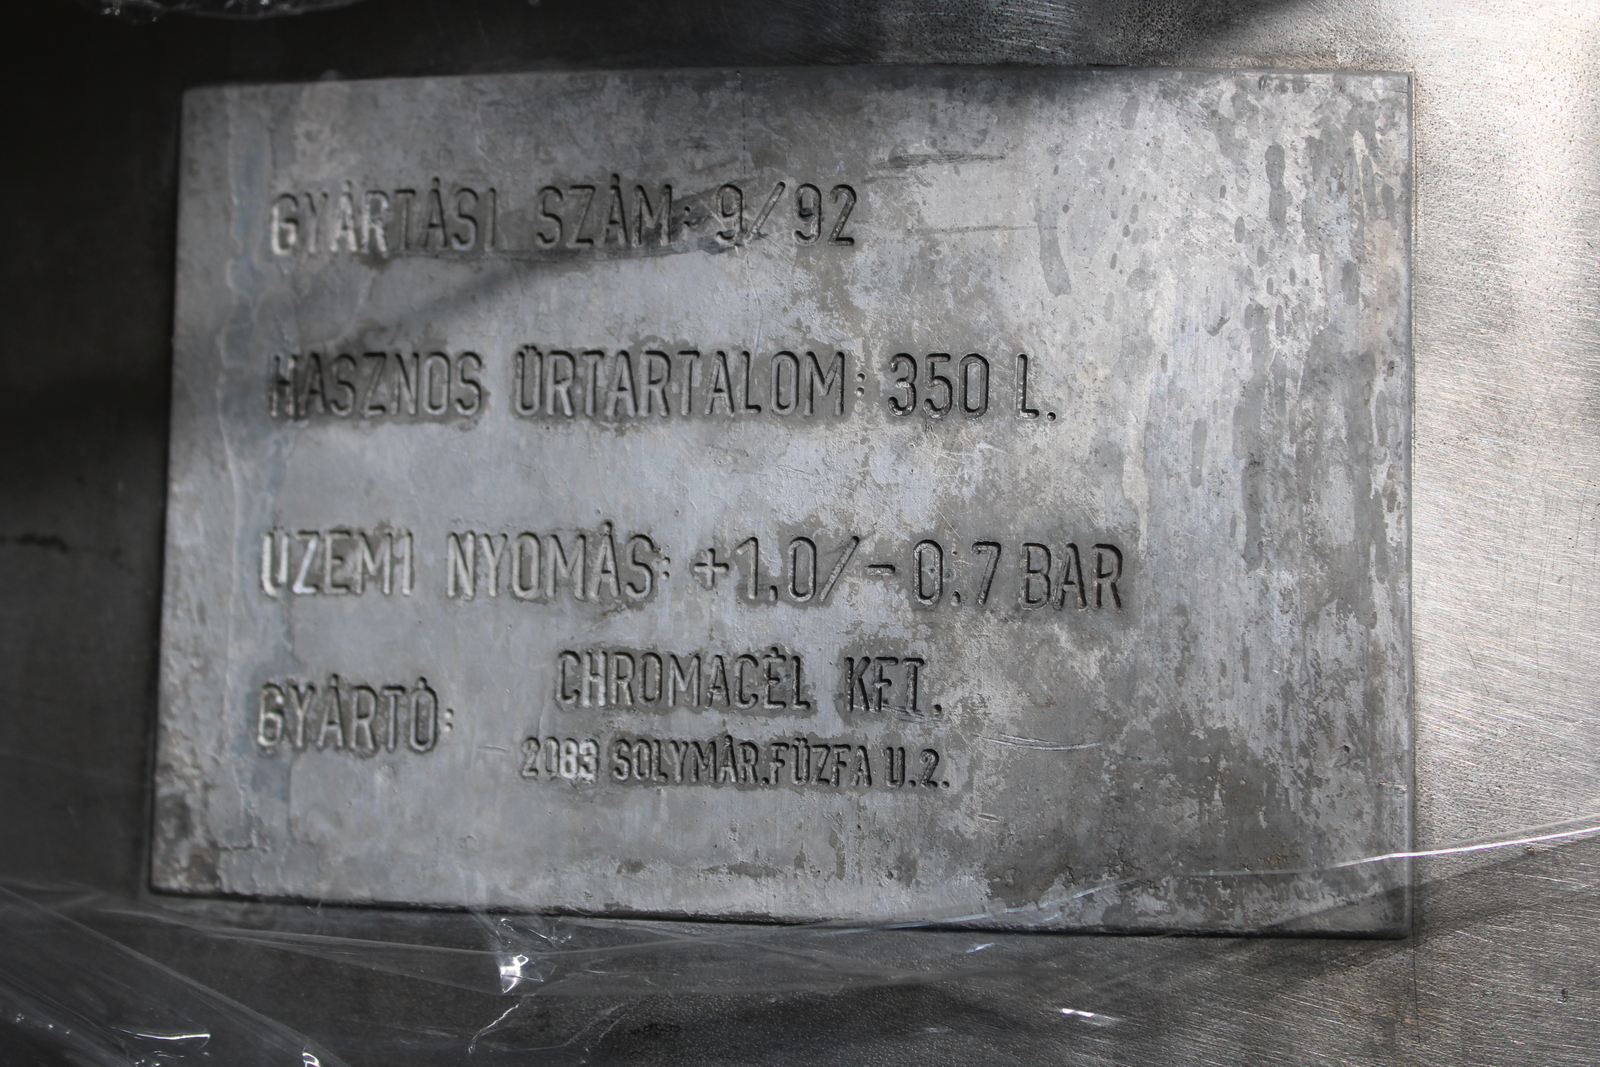 GYÁRTÁSI SZÁM: 9/92
HASZNOS ŰRTARTALOM: 350 L.
ÜZEMI NYOMÁS: +1.0/-0.7 BAR
GYÁRTÓ: CHROMACÉL KFT.
2083 SOLYMÁR.FŰZFA U.2.